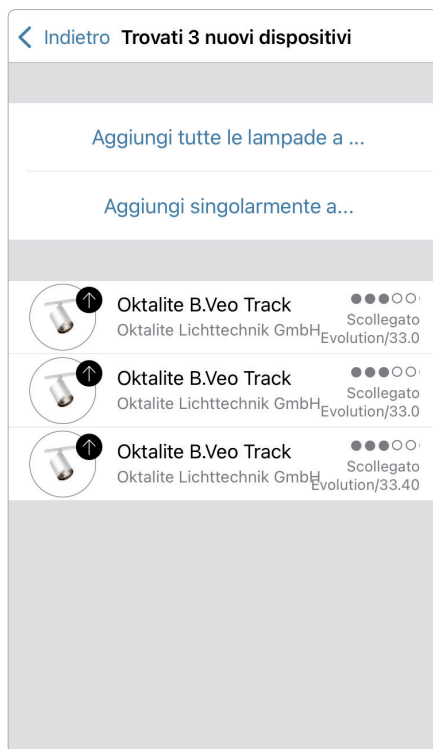 Indietro Trovati 3 nuovi dispositivi
Aggiungi tutte le lampade a ...
Aggiungi singolarmente a...
Oktalite B.Veo Track
Oktalite Lichttechnik GmbH
Scollegato
Evolution/33.0
Oktalite B.Veo Track
Oktalite Lichttechnik GmbH
Scollegato
Evolution/33.0
Oktalite B.Veo Track
Oktalite Lichttechnik GmbH
Scollegato
Evolution/33.40